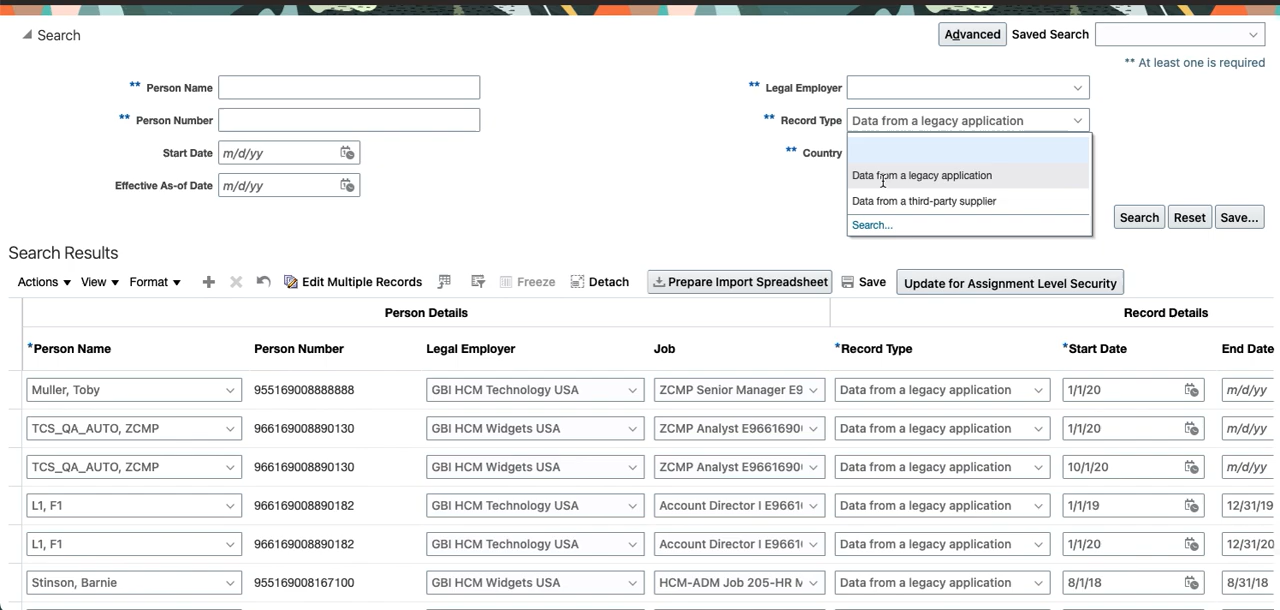 Search
Advanced Saved Search
** At least one is required
** Person Name
** Legal Employer
** Person Number
** Record Type Data from a legacy application
Start Date m/d/yy
** Country
Effective As-of Date m/d/yy
Data from a legacy application
Data from a third-party supplier
Search...
Search Reset Save...
Search Results
Actions View Format Edit Multiple Records Freeze Detach Prepare Import Spreadsheet Save Update for Assignment Level Security
Person Details Record Details
*Person Name Person Number Legal Employer Job *Record Type *Start Date End Date
Muller, Toby 955169008888888 GBI HCM Technology USA ZCMP Senior Manager E9 Data from a legacy application 1/1/20 m/d/yy
TCS_QA_AUTO, ZCMP 966169008890130 GBI HCM Widgets USA ZCMP Analyst E9661690 Data from a legacy application 1/1/20 m/d/yy
TCS_QA_AUTO, ZCMP 966169008890130 GBI HCM Widgets USA ZCMP Analyst E9661690 Data from a legacy application 10/1/20 m/d/yy
L1, F1 966169008890182 GBI HCM Technology USA Account Director I E9661 Data from a legacy application 1/1/19 12/31/19
L1, F1 966169008890182 GBI HCM Technology USA Account Director I E9661 Data from a legacy application 1/1/20 12/31/20
Stinson, Barnie 955169008167100 GBI HCM Widgets USA HCM-ADM Job 205-HR Data from a legacy application 8/1/18 8/31/18